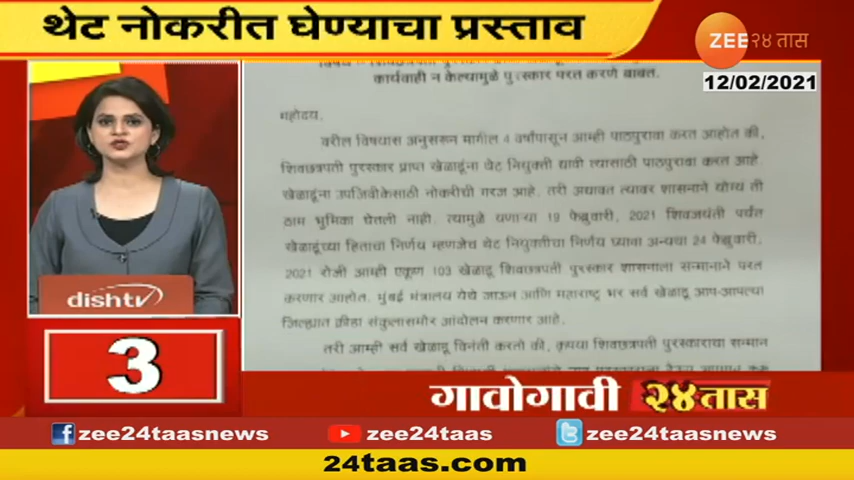 थेट नोकरीत घेण्याचा प्रस्ताव
ZEE २४ तास
12/02/2021
कार्यवाही न केल्यामुळे पुरस्कार परत करणे बाबत.
महोदय,
वरील विषयास अनुसरून मागील 4 वर्षांपासून आम्ही पाठपुरावा करत आहोत की,
शिवछत्रपती पुरस्कार प्राप्त खेळाडूंना थेट नियुक्ती द्यावी त्यासाठी पाठपुरावा करत आहे.
खेळाडूंना उपजिवीकेसाठी नोकरीची गरज आहे. तरी अद्यावत त्यावर शासनाने योग्य ती
ठाम भुमिका घेतली नाही. त्यामुळे येणाऱ्या 19 फेब्रुवारी, 2021 शिवजयंती पर्यंत
खेळाडूंच्या हिताचा निर्णय म्हणजेच थेट नियुक्तीचा निर्णय घ्यावा अन्यथा 24 फेब्रुवारी,
2021 रोजी आम्ही एकूण 103 खेळाडू शिवछत्रपती पुरस्कार शासनाला सन्मानाने परत
करणार आहोत. मुंबई मंत्रालय येथे जाऊन आणि महाराष्ट्र भर सर्व खेळाडू आप-आपल्या
जिल्ह्यात क्रीडा संकुलासमोर आंदोलन करणार आहे.
तरी आम्ही सर्व खेळाडू विनंती करतो की, कृपया शिवछत्रपती पुरस्काराचा सन्मान
dishtv
3
गावोगावी २४तास
zee24taasnews
zee24taas
zee24taasnews
24taas.com